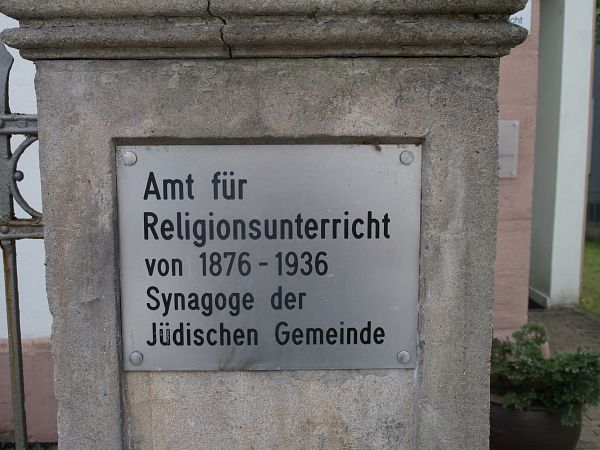 Amt für
Religionsunterricht
von 1876 - 1936
Synagoge der
Jüdischen Gemeinde